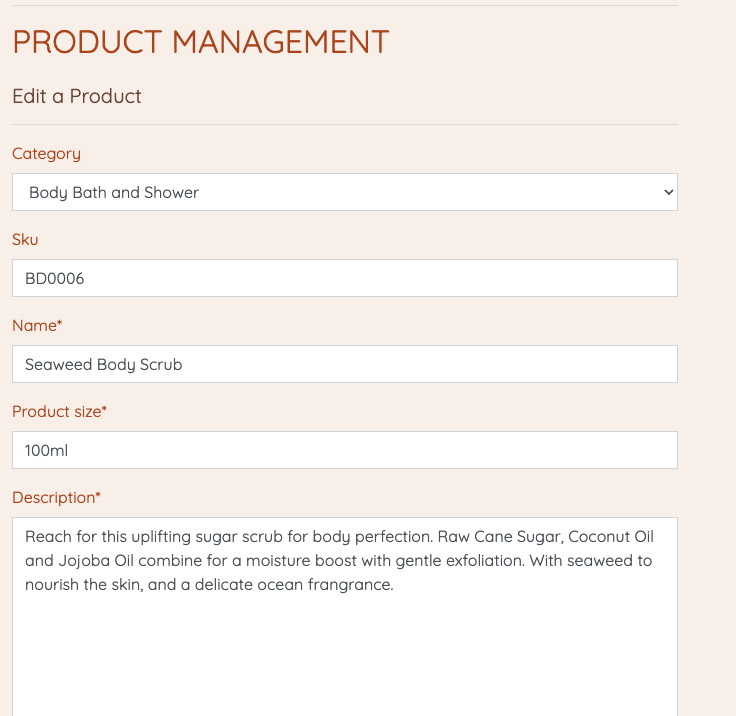 PRODUCT MANAGEMENT
Edit a Product
Category
Body Bath and Shower
Sku
BD0006
Name*
Seaweed Body Scrub
Product size*
100ml
Description*
Reach for this uplifting sugar scrub for body perfection. Raw Cane Sugar, Coconut Oil
and Jojoba Oil combine for a moisture boost with gentle exfoliation. With seaweed to
nourish the skin, and a delicate ocean frangrance.